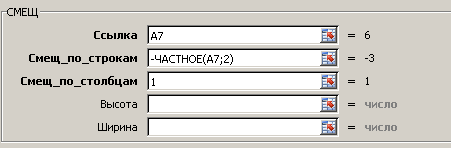 СМЕЩ
Ссылка A7 = 6
Смещ_по_строкам -ЧАСТНОЕ(A7;2) = -3
Смещ_по_столбцам 1 = 1
Высота = число
Ширина = число